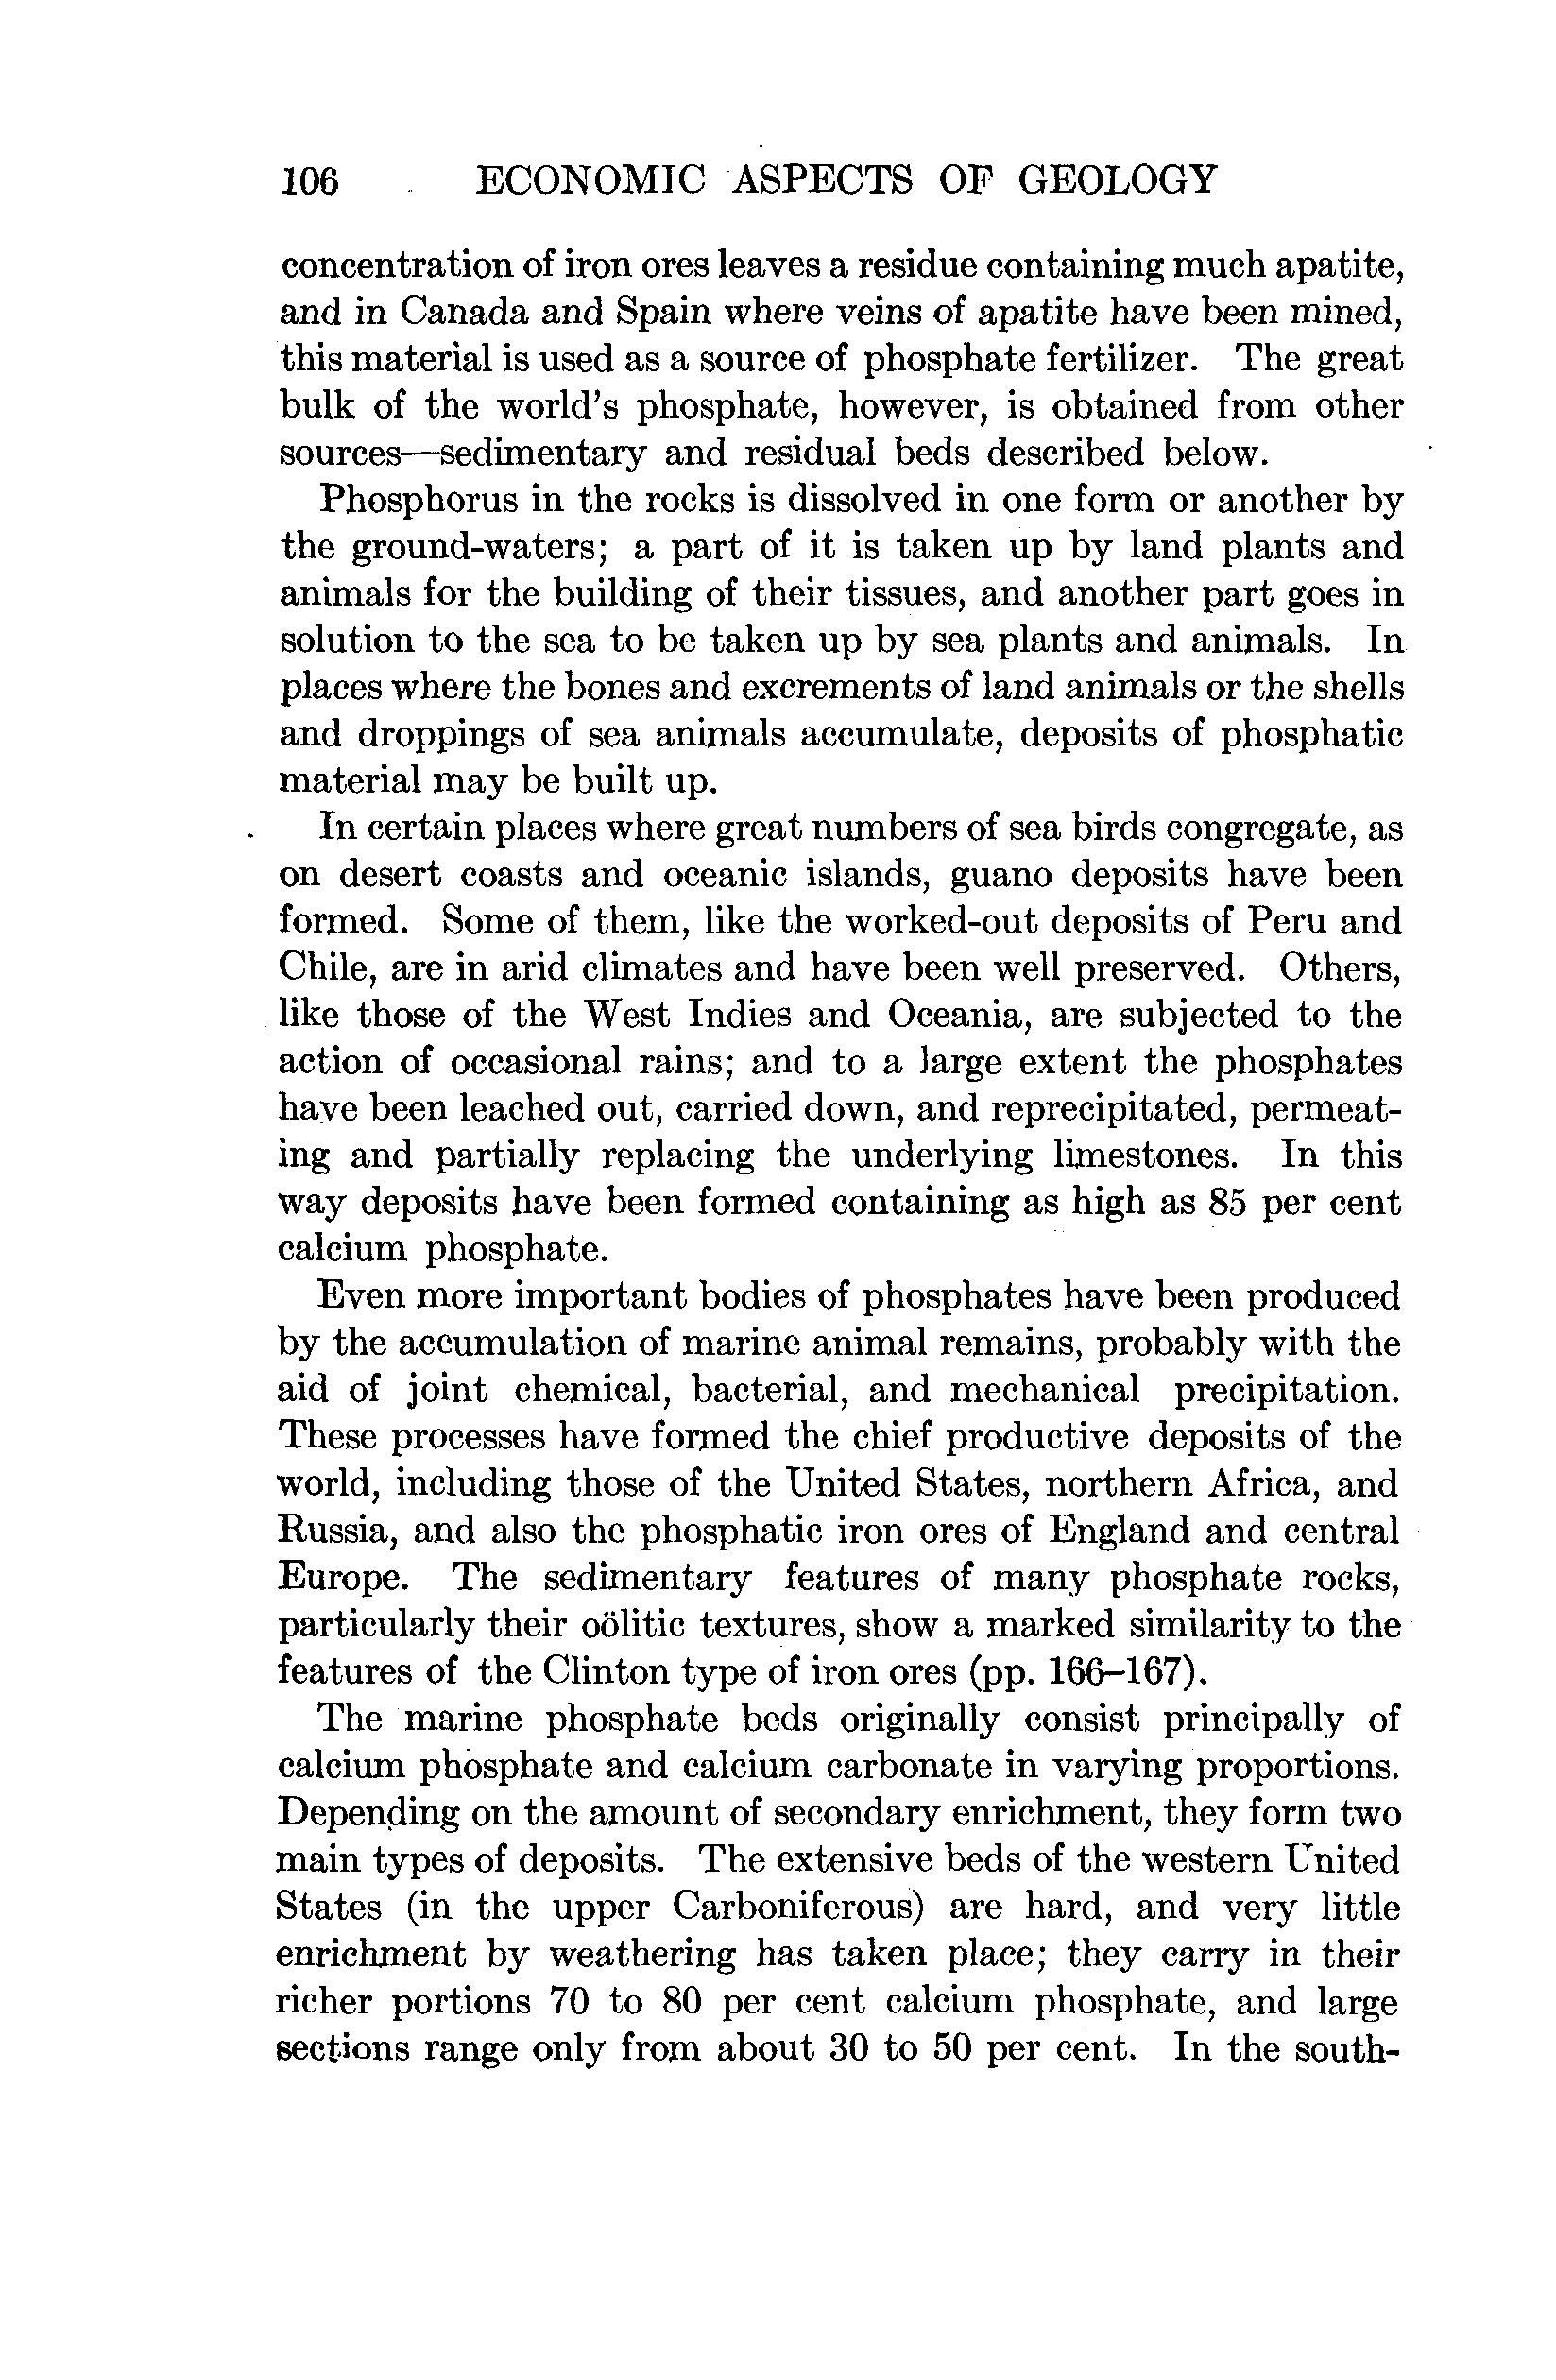 106 ECONOMIC ASPECTS OF GEOLOGY
concentration of iron ores leaves a residue containing much apatite,
and in Canada and Spain where veins of apatite have been mined,
this material is used as a source of phosphate fertilizer. The great
bulk of the world's phosphate, however, is obtained from other
sources—sedimentary and residual beds described below.
Phosphorus in the rocks is dissolved in one form or another by
the ground-waters; a part of it is taken up by land plants and
animals for the building of their tissues, and another part goes in
solution to the sea to be taken up by sea plants and animals. In
places where the bones and excrements of land animals or the shells
and droppings of sea animals accumulate, deposits of phosphatic
material may be built up.
In certain places where great numbers of sea birds congregate, as
on desert coasts and oceanic islands, guano deposits have been
formed. Some of them, like the worked-out deposits of Peru and
Chile, are in arid climates and have been well preserved. Others,
like those of the West Indies and Oceania, are subjected to the
action of occasional rains; and to a large extent the phosphates
have been leached out, carried down, and reprecipitated, permeat-
ing and partially replacing the underlying limestones. In this
way deposits have been formed containing as high as 85 per cent
calcium phosphate.
Even more important bodies of phosphates have been produced
by the accumulation of marine animal remains, probably with the
aid of joint chemical, bacterial, and mechanical precipitation.
These processes have formed the chief productive deposits of the
world, including those of the United States, northern Africa, and
Russia, and also the phosphatic iron ores of England and central
Europe. The sedimentary features of many phosphate rocks,
particularly their oölitic textures, show a marked similarity to the
features of the Clinton type of iron ores (pp. 166–167).
The marine phosphate beds originally consist principally of
calcium phosphate and calcium carbonate in varying proportions.
Depending on the amount of secondary enrichment, they form two
main types of deposits. The extensive beds of the western United
States (in the upper Carboniferous) are hard, and very little
enrichment by weathering has taken place; they carry in their
richer portions 70 to 80 per cent calcium phosphate, and large
sections range only from about 30 to 50 per cent. In the south-